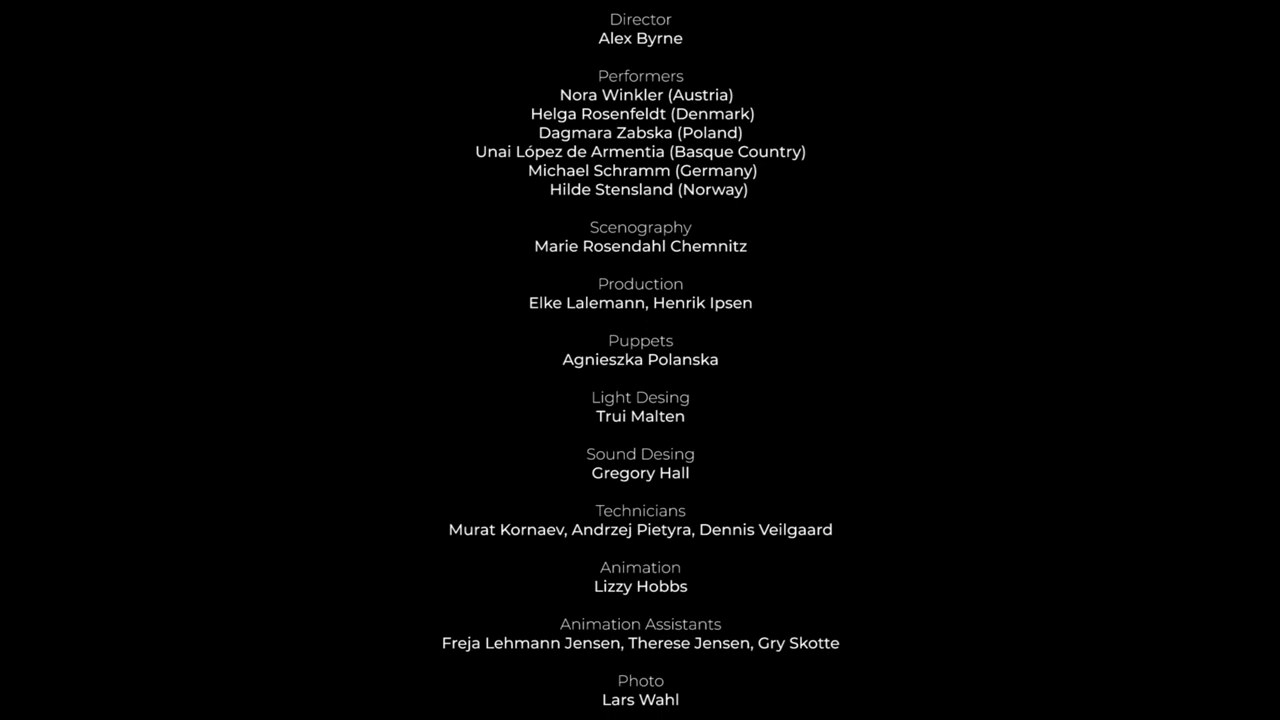 Director
Alex Byrne
Performers
Nora Winkler (Austria)
Helga Rosenfeldt (Denmark)
Dagmara Zabska (Poland)
Unai López de Armentia (Basque Country)
Michael Schramm (Germany)
Hilde Stensland (Norway)
Scenography
Marie Rosendahl Chemnitz
Production
Elke Lalemann, Henrik Ipsen
Puppets
Agnieszka Polanska
Light Desing
Trui Malten
Sound Desing
Gregory Hall
Technicians
Murat Kornaev, Andrzej Pietyra, Dennis Veilgaard
Animation
Lizzy Hobbs
Animation Assistants
Freja Lehmann Jensen, Therese Jensen, Gry Skotte
Photo
Lars Wahl